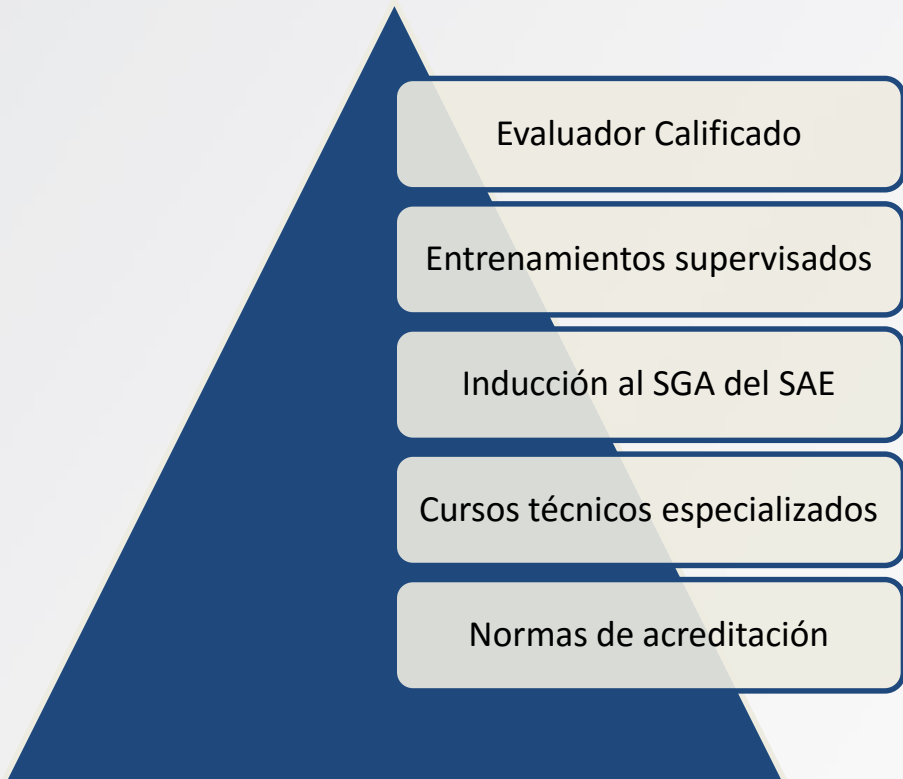 Evaluador Calificado
Entrenamientos supervisados
Inducción al SGA del SAE
Cursos técnicos especializados
Normas de acreditación